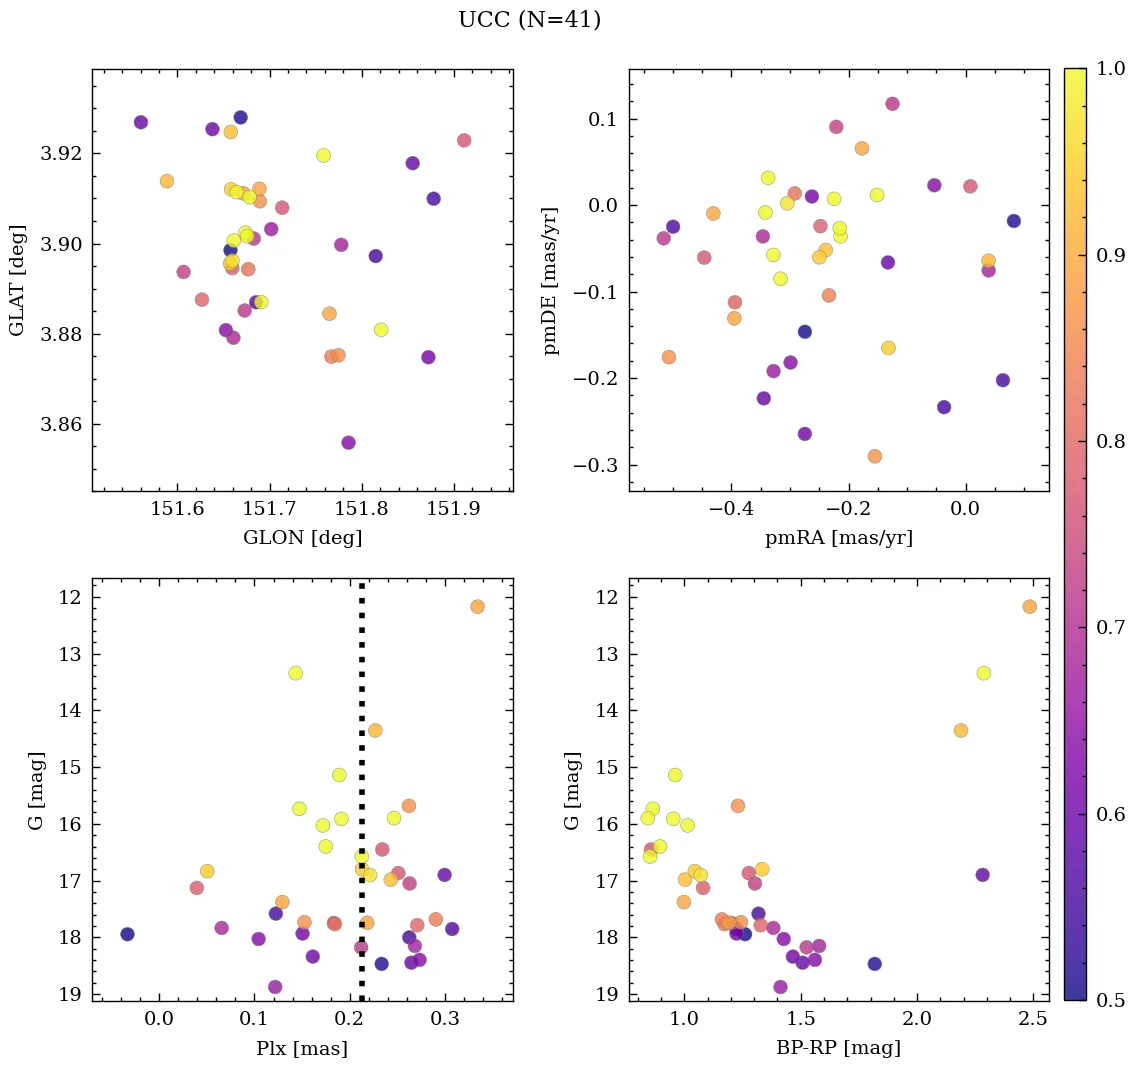 UCC (N=41)
3.92
3.90
3.88
3.86
GLAT [deg]
151.6 151.7 151.8 151.9
GLON [deg]
0.1
0.0
−0.1
−0.2
−0.3
pmDE [mas/yr]
−0.4 −0.2 0.0
pmRA [mas/yr]
1.0
0.9
0.8
0.7
0.6
0.5
12
13
14
15
16
17
18
19
G [mag]
0.0 0.1 0.2 0.3
Plx [mas]
12
13
14
15
16
17
18
19
G [mag]
1.0 1.5 2.0 2.5
BP-RP [mag]